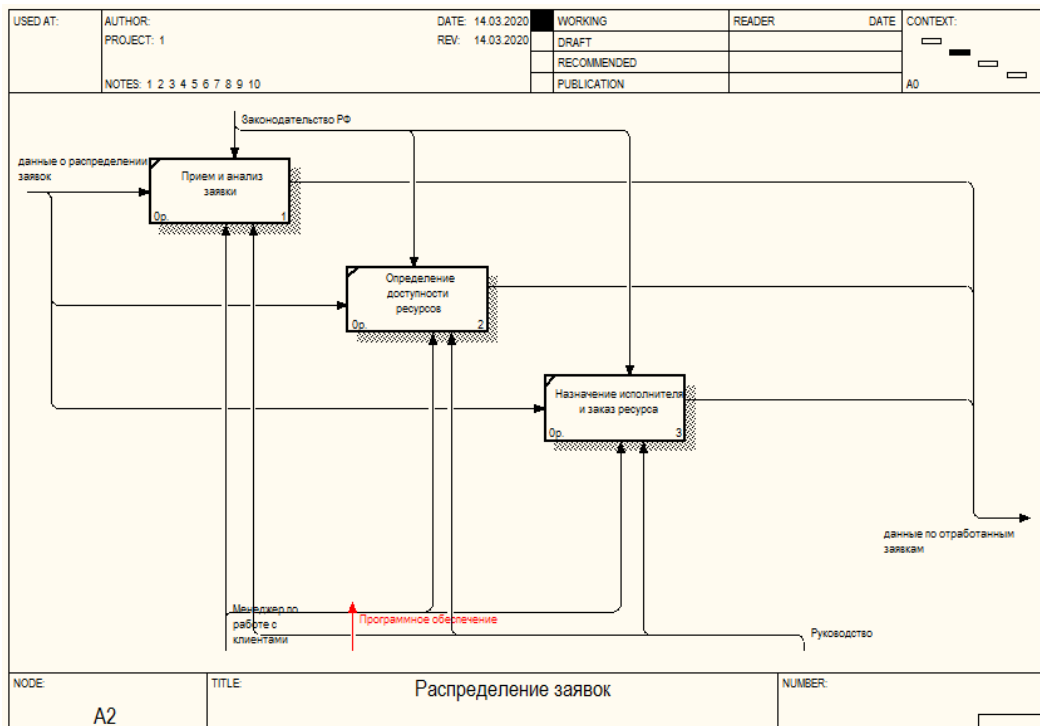 USED AT:
AUTHOR:
DATE: 14.03.2020
WORKING
READER
DATE
CONTEXT:
PROJECT: 1
REV: 14.03.2020
DRAFT
RECOMMENDED
NOTES: 1 2 3 4 5 6 7 8 9 10
PUBLICATION
A0
Законодательство РФ
данные о распределении
заявок
Прием и анализ
заявки
0р.
1
Определение
доступности
ресурсов
0р.
2
Назначение исполнителя
и заказ ресурса
0р.
3
данные по отработанным
заявкам
Менеджер по
работе с
клиентами
Программное обеспечение
Руководство
NODE:
TITLE:
NUMBER:
A2
Распределение заявок